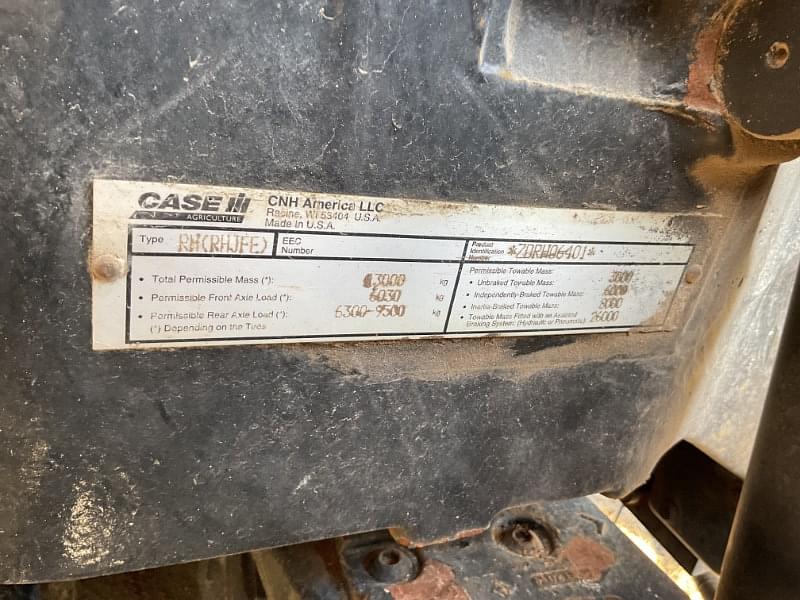 CASE IH
AGRICULTURE
CNH America LLC
Racine, WI 53404 U.S.A.
Made in U.S.A.
Type RH(RHJFE)
EEC Number
Product Identification Number *ZBRH06401*
• Total Permissible Mass (*): 13000 kg
• Permissible Front Axle Load (*): 6030 kg
• Permissible Rear Axle Load (*): 6300-9500 kg
(*) Depending on the Tires
Permissible Towable Mass:
• Unbraked Towable Mass: 3000
• Independently-Braked Towable Mass: 6000
• Inertia-Braked Towable Mass: 8000
• Towable Mass Fitted with an Assisted Braking System: (Hydraulic or Pneumatic) 26000